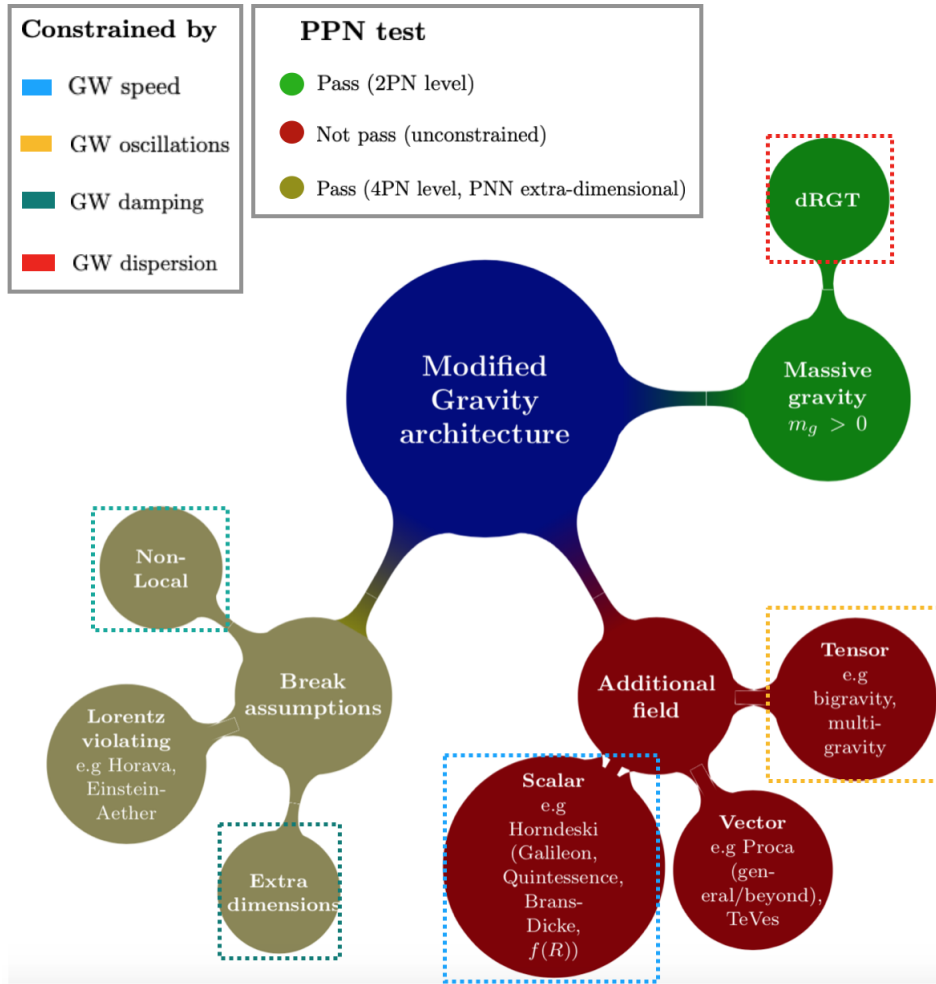 Constrained by
GW speed
GW oscillations
GW damping
GW dispersion
PPN test
Pass (2PN level)
Not pass (unconstrained)
Pass (4PN level, PNN extra-dimensional)
dRGT
Massive
gravity
m_g > 0
Modified
Gravity
architecture
Non-
Local
Break
assumptions
Lorentz
violating
e.g Horava,
Einstein-
Aether
Extra
dimensions
Additional
field
Tensor
e.g
bigravity,
multi-
gravity
Scalar
e.g
Horndeski
(Galileon,
Quintessence,
Brans-
Dicke,
f(R))
Vector
e.g Proca
(gen-
eral/beyond),
TeVes